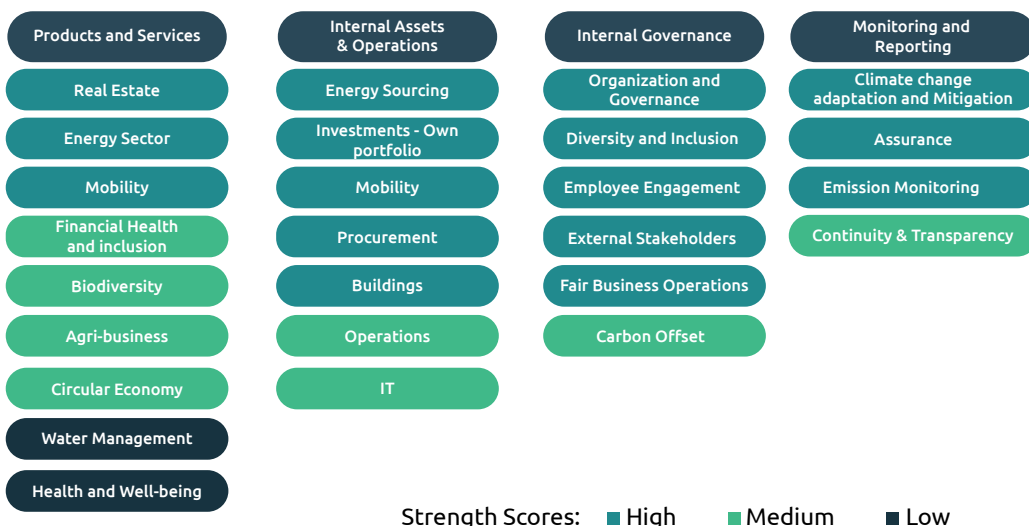 Products and Services
Real Estate
Energy Sector
Mobility
Financial Health
and inclusion
Biodiversity
Agri-business
Circular Economy
Water Management
Health and Well-being
Internal Assets
& Operations
Energy Sourcing
Investments - Own
portfolio
Mobility
Procurement
Buildings
Operations
IT
Internal Governance
Organization and
Governance
Diversity and Inclusion
Employee Engagement
External Stakeholders
Fair Business Operations
Carbon Offset
Monitoring and
Reporting
Climate change
adaptation and Mitigation
Assurance
Emission Monitoring
Continuity & Transparency
Strength Scores: High Medium Low